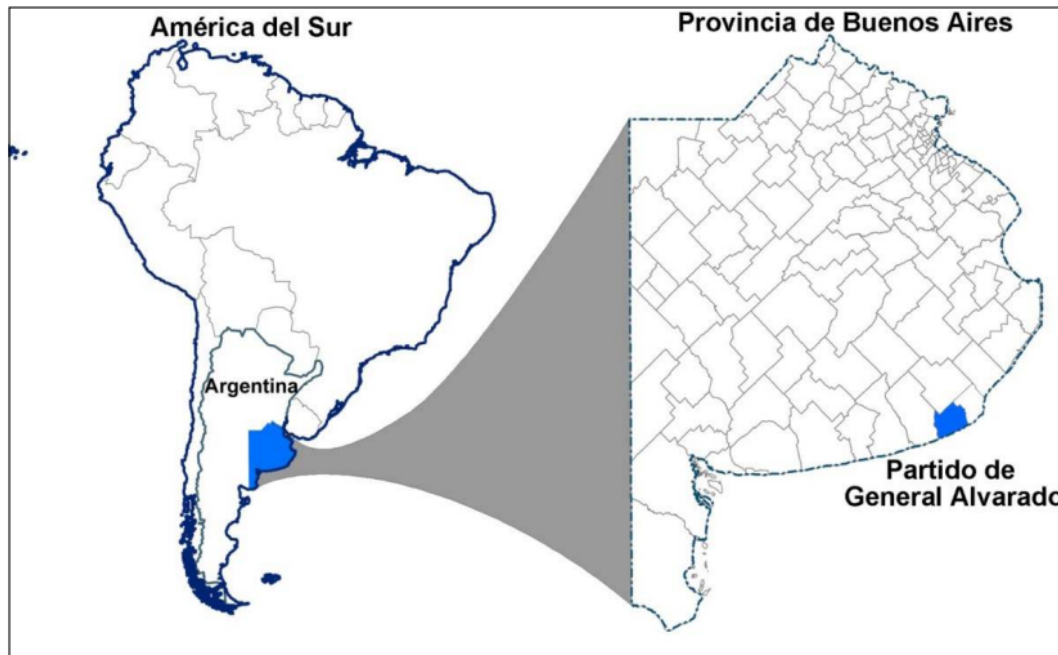 América del Sur
Provincia de Buenos Aires
Argentina
Partido de
General Alvarado